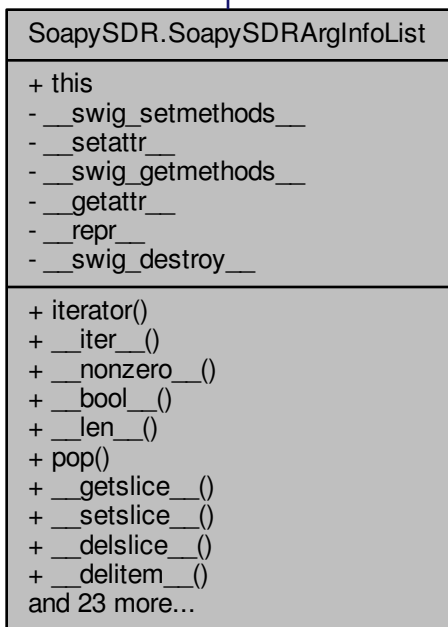 SoapySDR.SoapySDRArgInfoList
+ this
- __swig_setmethods__
- __setattr__
- __swig_getmethods__
- __getattr__
- __repr__
- __swig_destroy__
+ iterator()
+ __iter__()
+ __nonzero__()
+ __bool__()
+ __len__()
+ pop()
+ __getslice__()
+ __setslice__()
+ __delslice__()
+ __delitem__()
and 23 more...